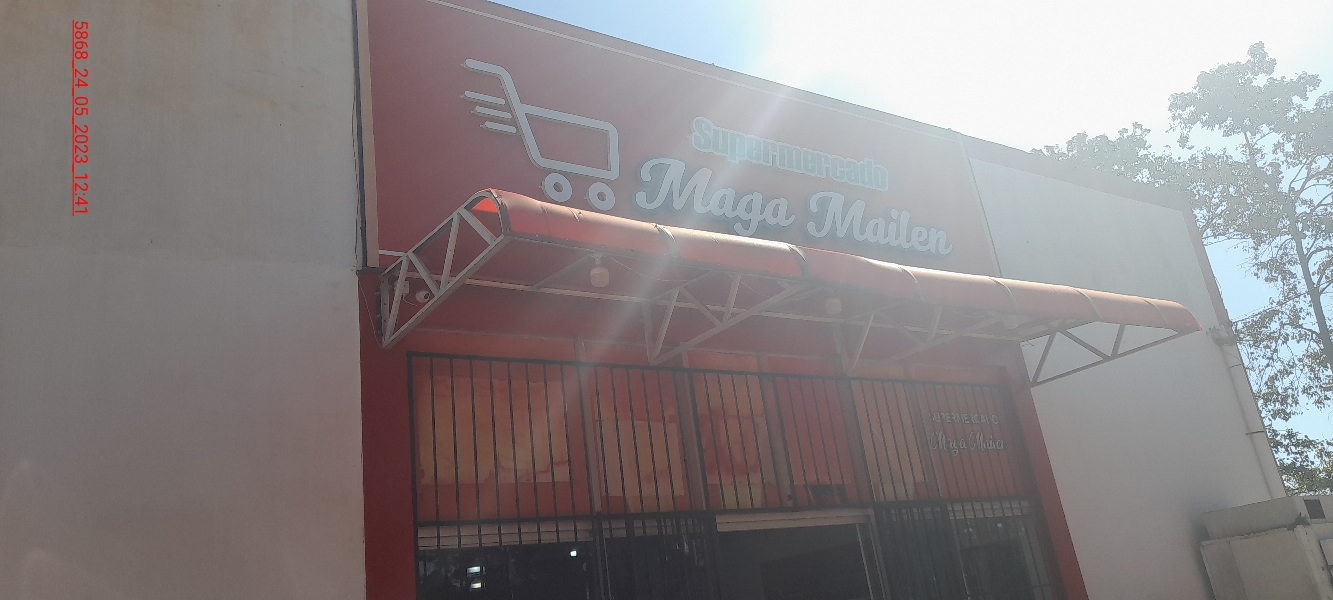 5868_24_05_2023_12:41
Supermercado
Maga Mailen
SUPERMERCADO
Maga Mailen